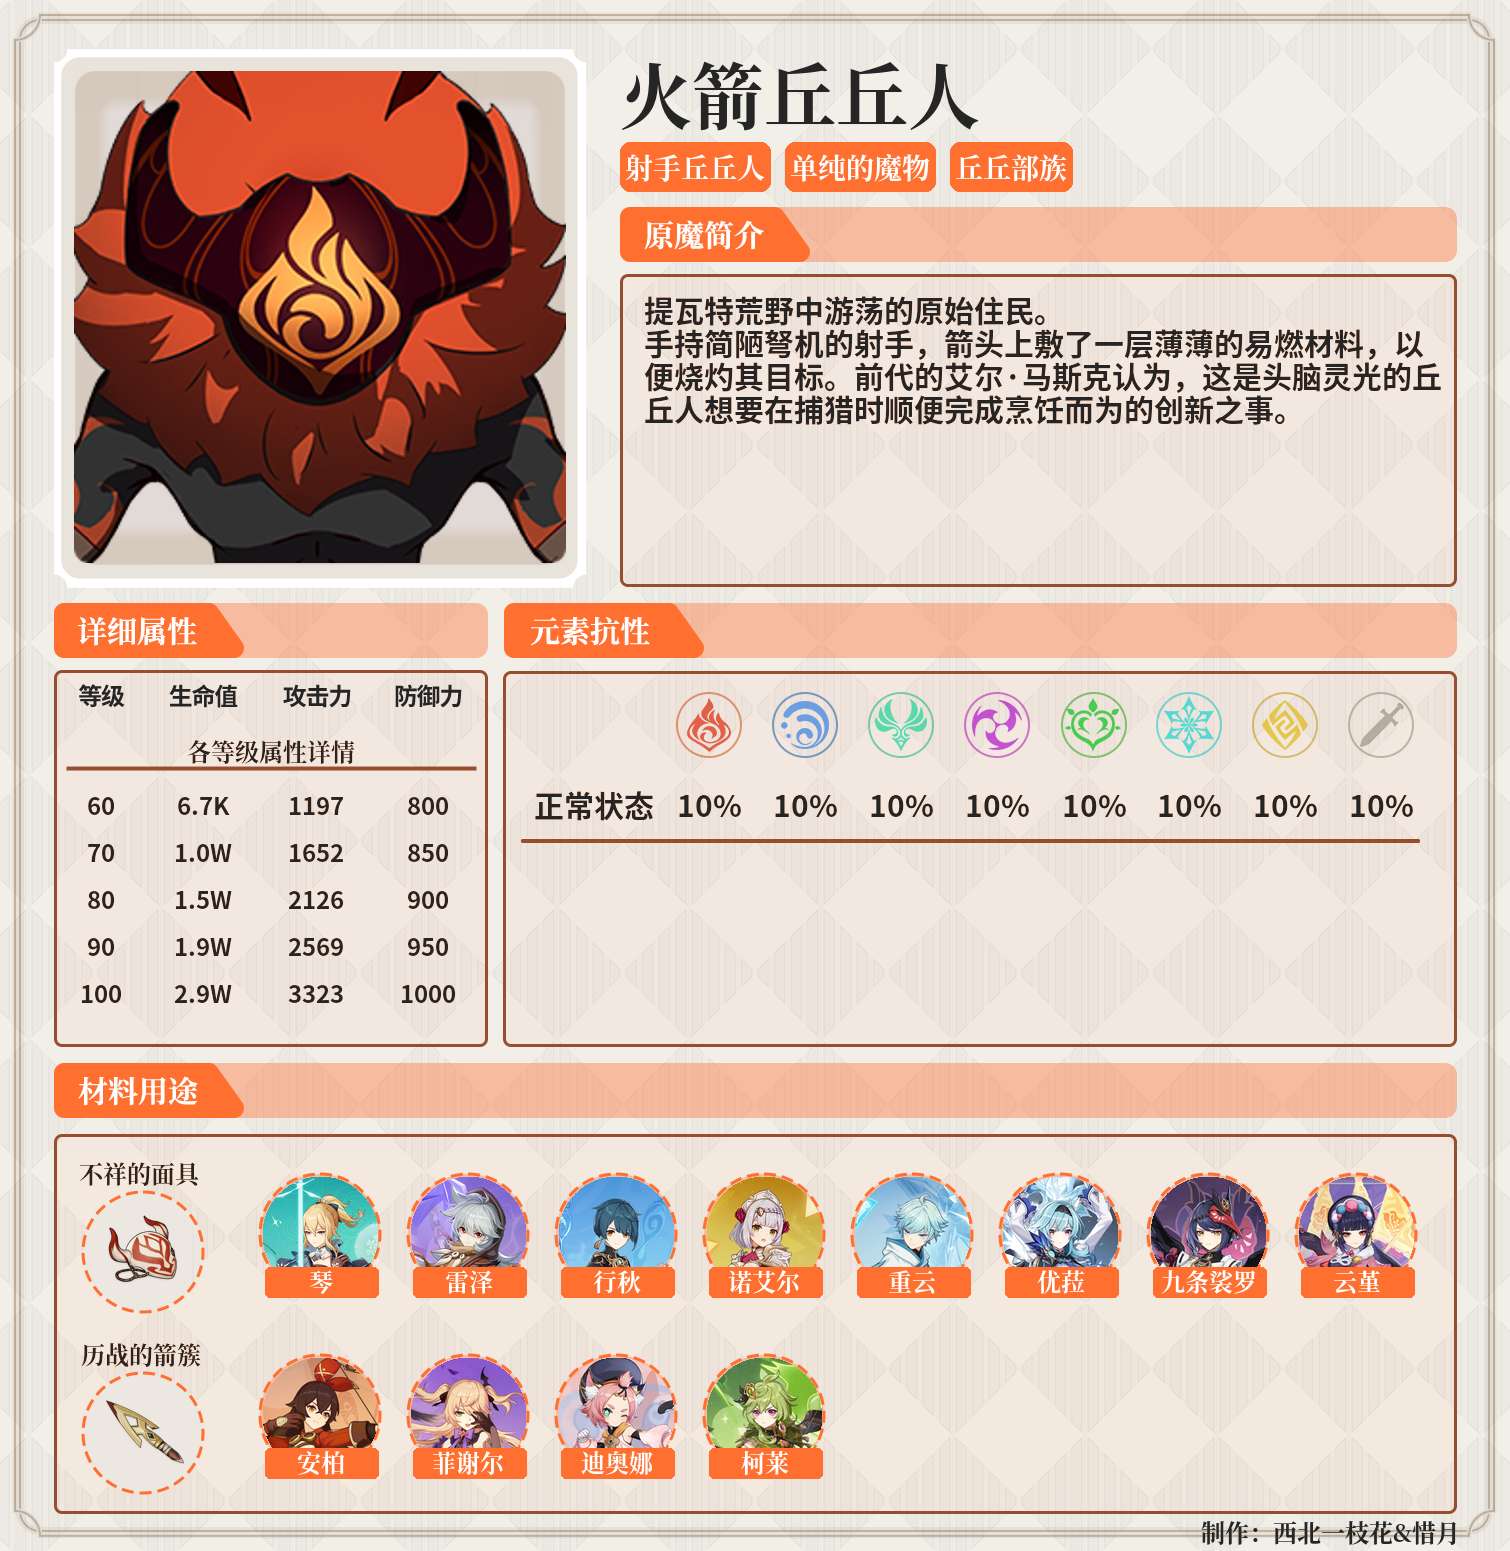 火箭丘丘人
射手丘丘人 单纯的魔物 丘丘部族
原魔简介
提瓦特荒野中游荡的原始住民。
手持简陋弩机的射手，箭头上敷了一层薄薄的易燃材料，以
便烧灼其目标。前代的艾尔·马斯克认为，这是头脑灵光的丘
丘人想要在捕猎时顺便完成烹饪而为的创新之事。
详细属性
等级 生命值 攻击力 防御力
各等级属性详情
60 6.7K 1197 800
70 1.0W 1652 850
80 1.5W 2126 900
90 1.9W 2569 950
100 2.9W 3323 1000
元素抗性
正常状态 10% 10% 10% 10% 10% 10% 10% 10%
材料用途
不祥的面具
琴 雷泽 行秋 诺艾尔 重云 优菈 九条裟罗 云堇
历战的箭簇
安柏 菲谢尔 迪奥娜 柯莱
制作：西北一枝花&惜月